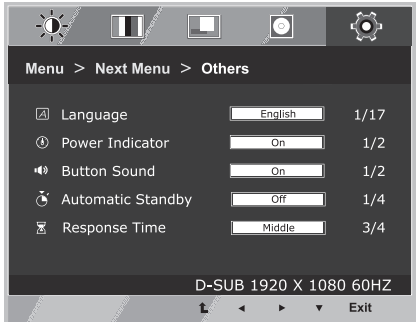 Menu > Next Menu > Others
A Language English 1/17
Power Indicator On 1/2
Button Sound On 1/2
Automatic Standby Off 1/4
Response Time Middle 3/4
D-SUB 1920 X 1080 60HZ
Exit